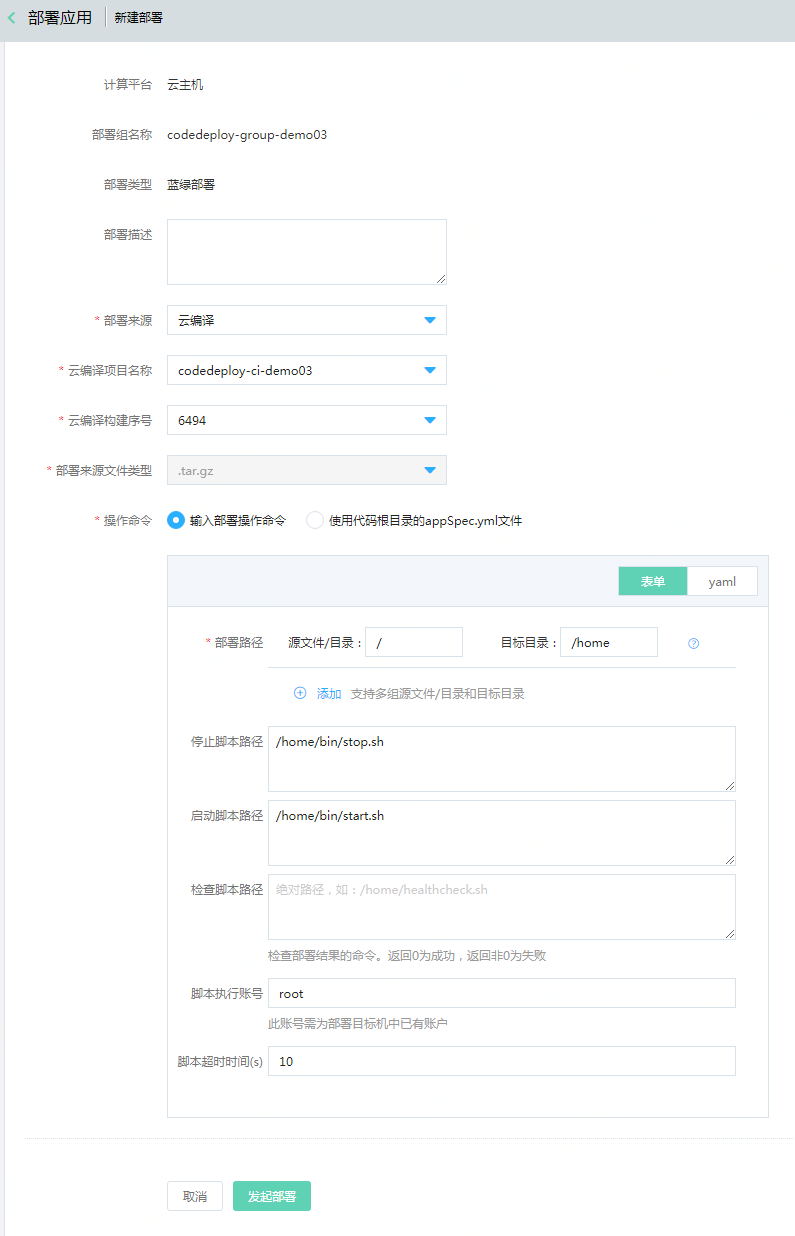 部署应用 新建部署
计算平台 云主机
部署组名称 codedeploy-group-demo03
部署类型 蓝绿部署
部署描述
* 部署来源 云编译
* 云编译项目名称 codedeploy-ci-demo03
* 云编译构建序号 6494
* 部署来源文件类型 .tar.gz
* 操作命令 输入部署操作命令 使用代码根目录的appSpec.yml文件
表单 yaml
* 部署路径 源文件/目录： / 目标目录： /home ?
添加 支持多组源文件/目录和目标目录
停止脚本路径 /home/bin/stop.sh
启动脚本路径 /home/bin/start.sh
检查脚本路径 绝对路径，如：/home/healthcheck.sh
检查部署结果的命令。返回0为成功，返回非0为失败
脚本执行账号 root
此账号需为部署目标机中已有账户
脚本超时时间(s) 10
取消 发起部署